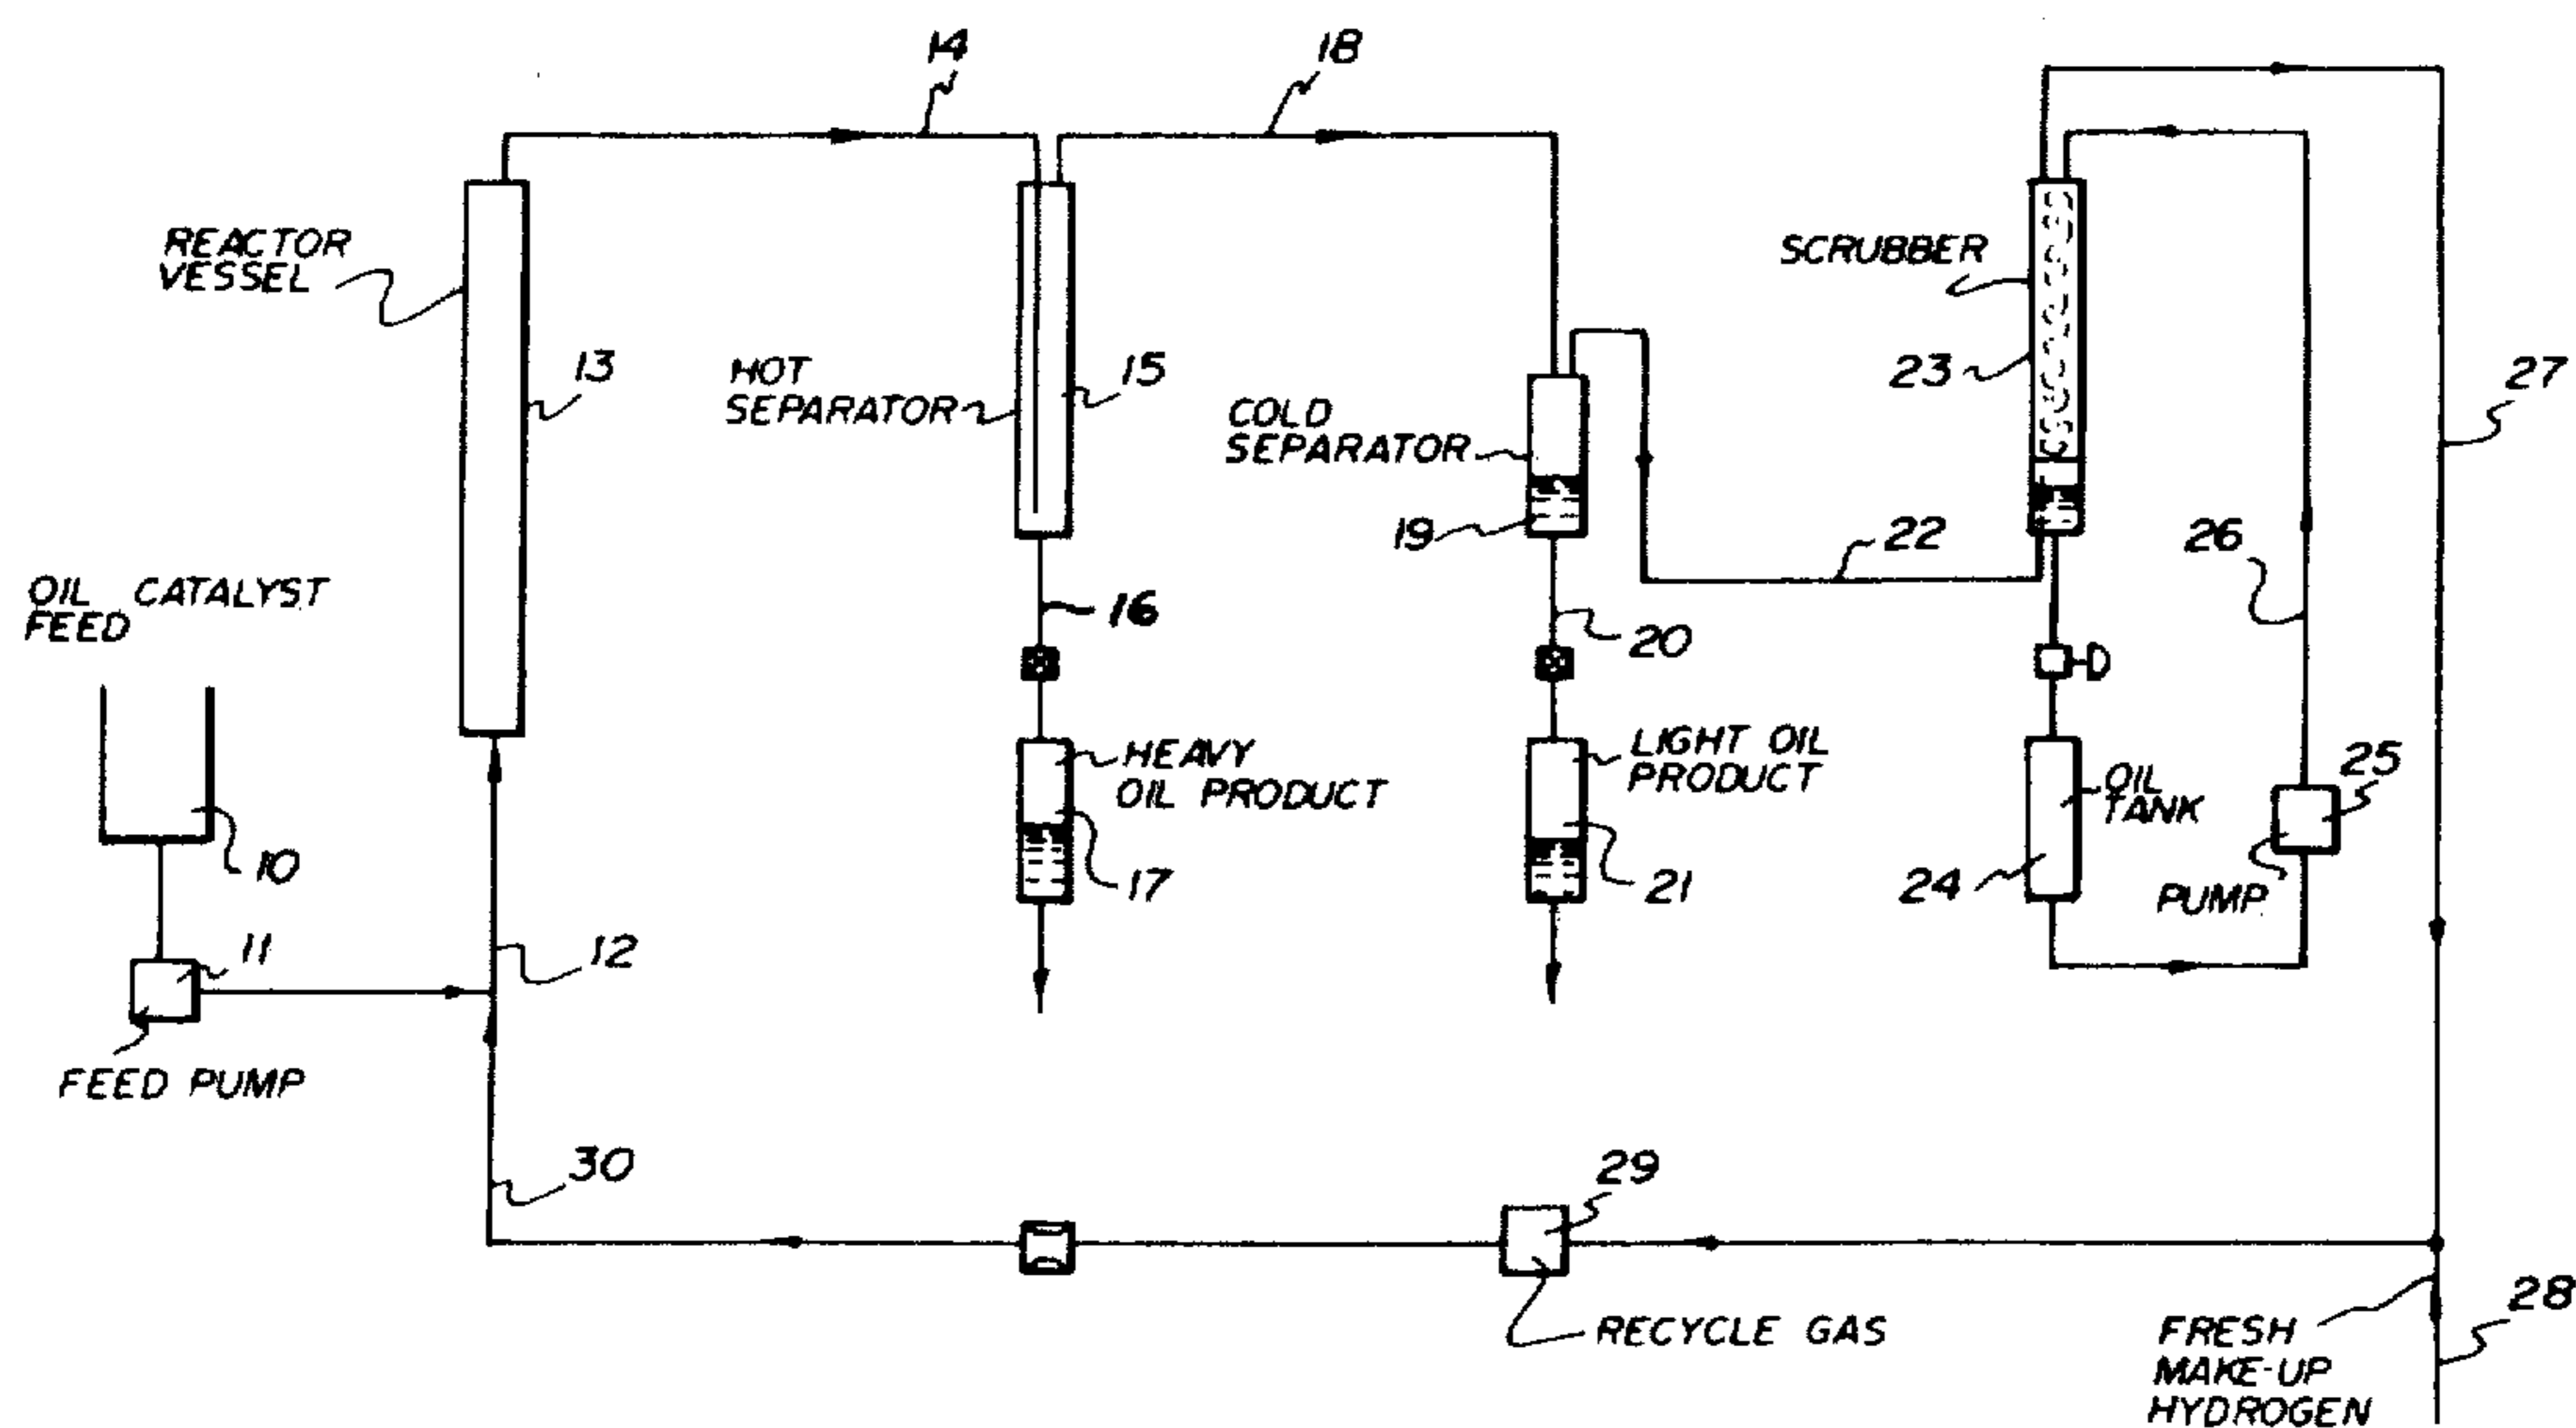 14
18
REACTOR
VESSEL
SCRUBBER
13
HOT
SEPARATOR
15
23
27
COLD
SEPARATOR
19
22
26
OIL CATALYST
FEED
16
20
HEAVY
OIL PRODUCT
LIGHT OIL
PRODUCT
OIL
TANK
25
10
17
21
24
PUMP
11
12
FEED PUMP
30
29
28
RECYCLE GAS
FRESH
MAKE-UP
HYDROGEN